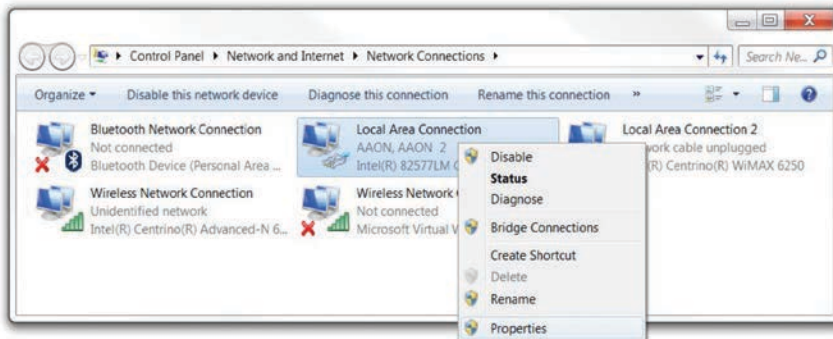 Control Panel ▸ Network and Internet ▸ Network Connections ▸
Search Ne...
Organize Disable this network device Diagnose this connection Rename this connection »
Bluetooth Network Connection
Not connected
Bluetooth Device (Personal Area ...
Local Area Connection
AAON, AAON 2
Intel(R) 82577LM
Local Area Connection 2
cable unplugged
Centrino(R) WiMAX 6250
Wireless Network Connection
Unidentified network
Intel(R) Centrino(R) Advanced-N 6...
Wireless Network
Not connected
Microsoft Virtual
Disable
Status
Diagnose
Bridge Connections
Create Shortcut
Delete
Rename
Properties